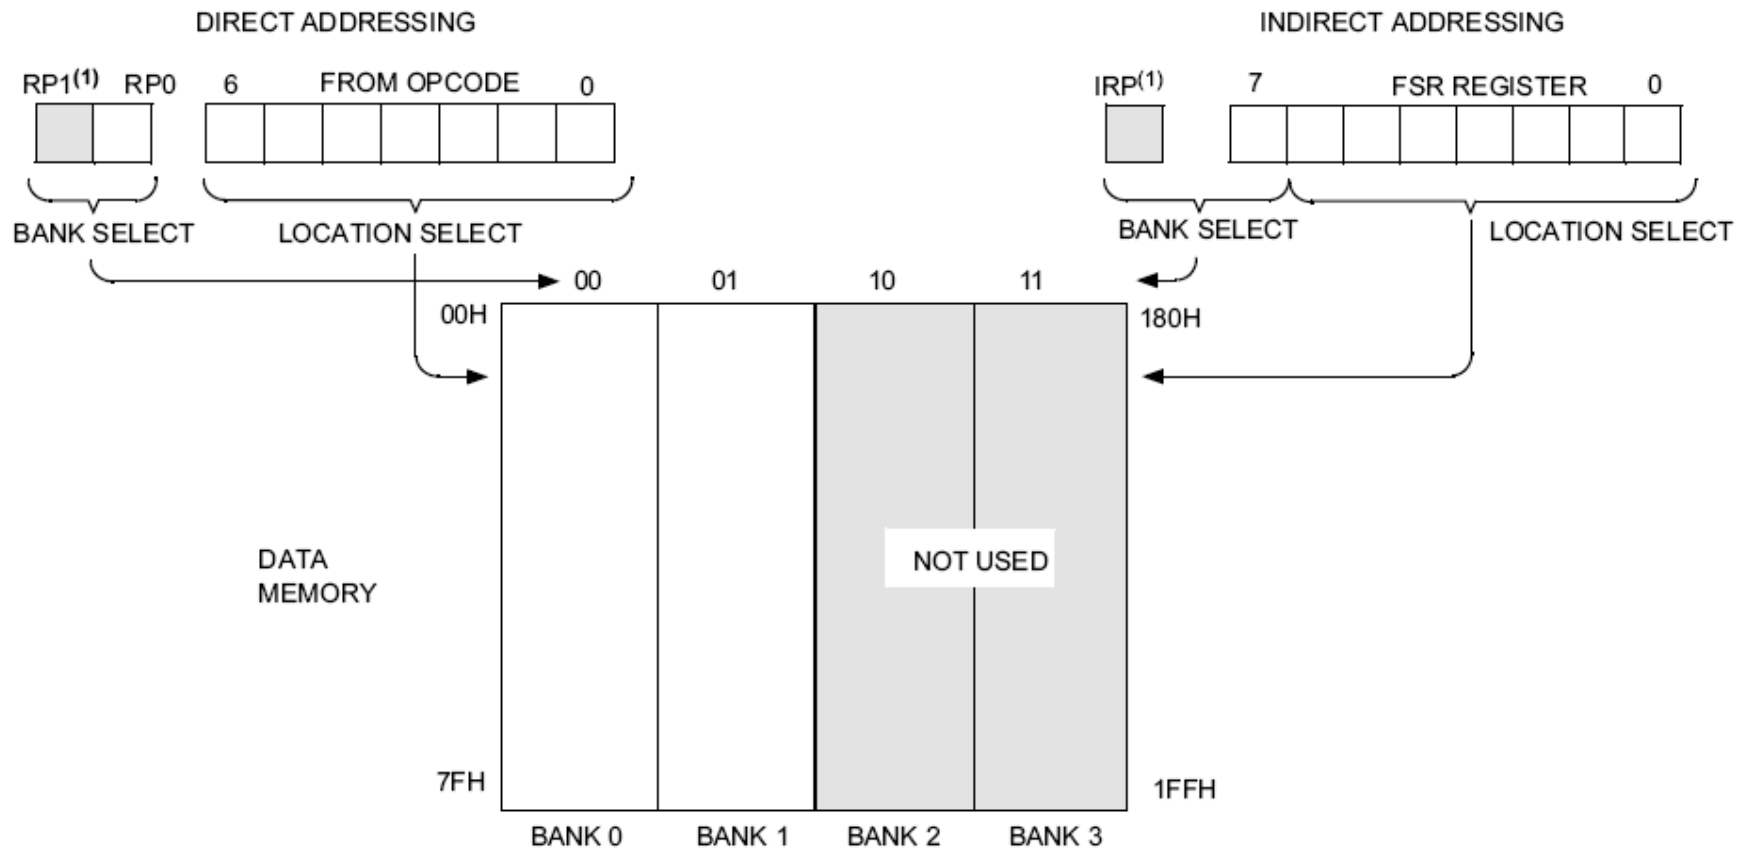 DIRECT ADDRESSING
INDIRECT ADDRESSING
RP1(1) RP0 6 FROM OPCODE 0
IRP(1) 7 FSR REGISTER 0
BANK SELECT LOCATION SELECT
BANK SELECT LOCATION SELECT
00 01 10 11
00H
180H
DATA
MEMORY
NOT USED
7FH
1FFH
BANK 0 BANK 1 BANK 2 BANK 3